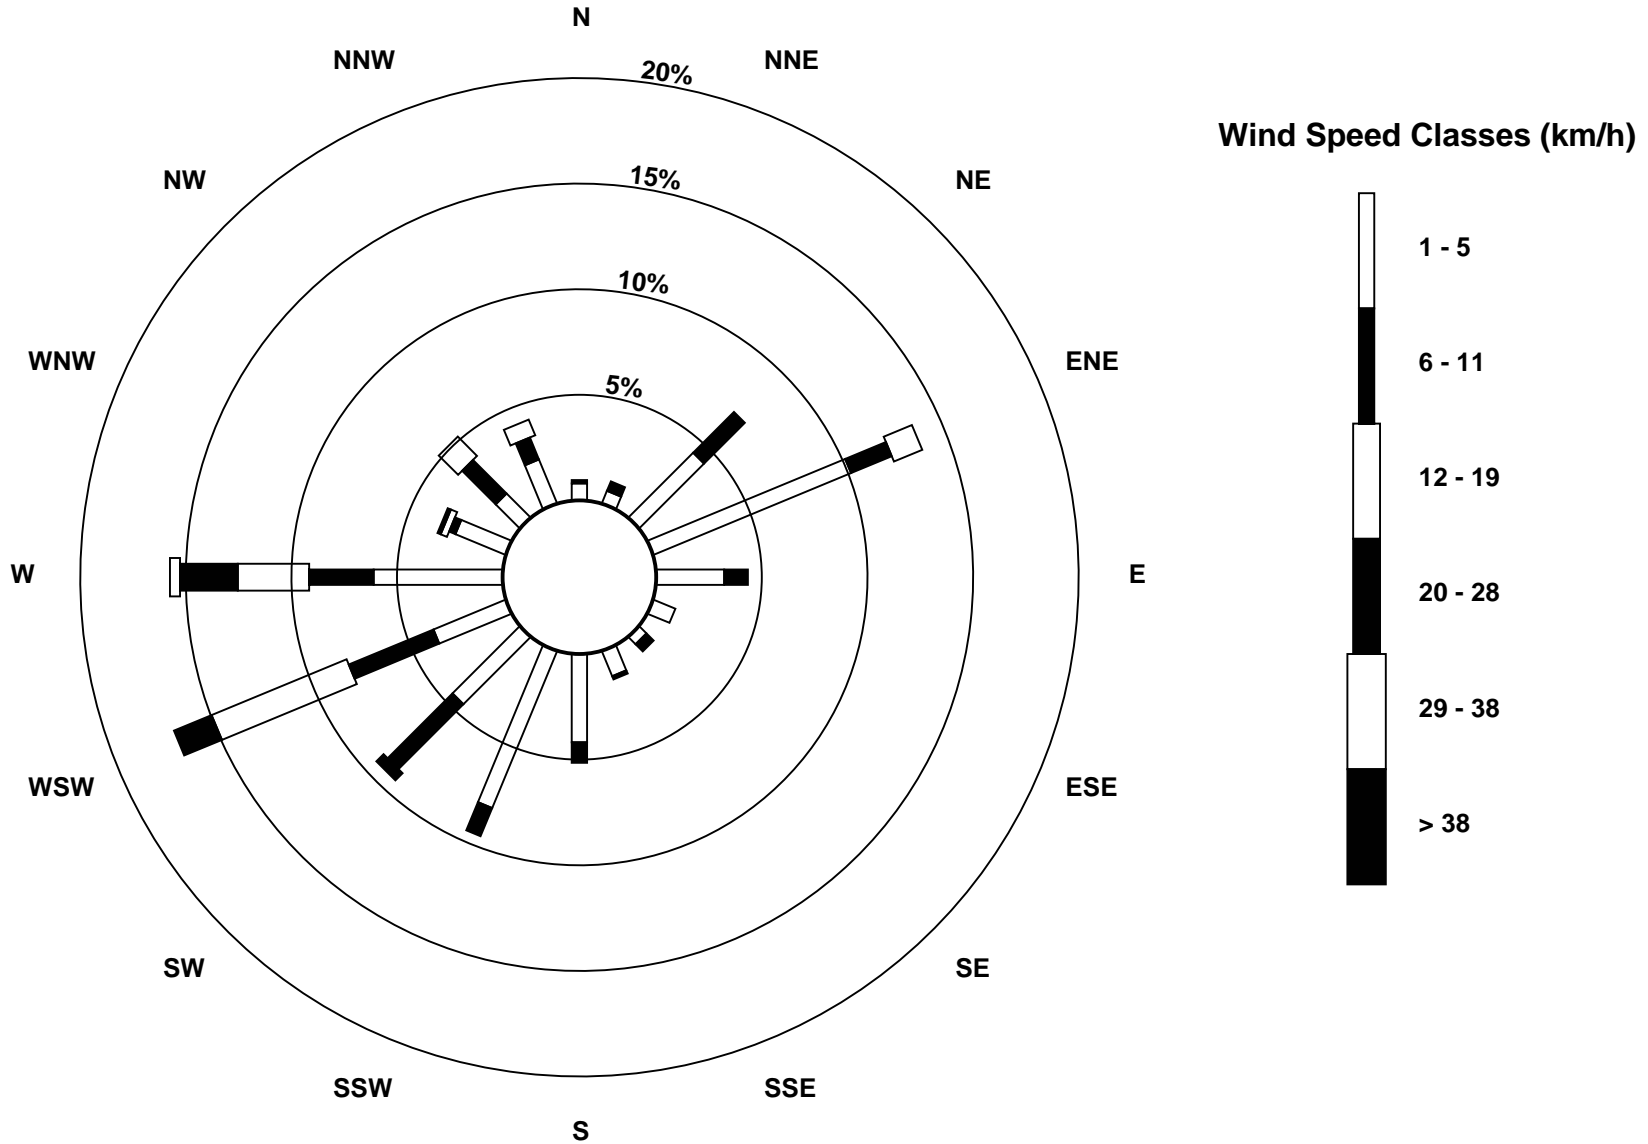 N
NNW
NNE
20%
Wind Speed Classes (km/h)
NW
15%
NE
1 - 5
10%
WNW
5%
ENE
6 - 11
12 - 19
W
E
20 - 28
29 - 38
WSW
ESE
> 38
SW
SE
SSW
SSE
S